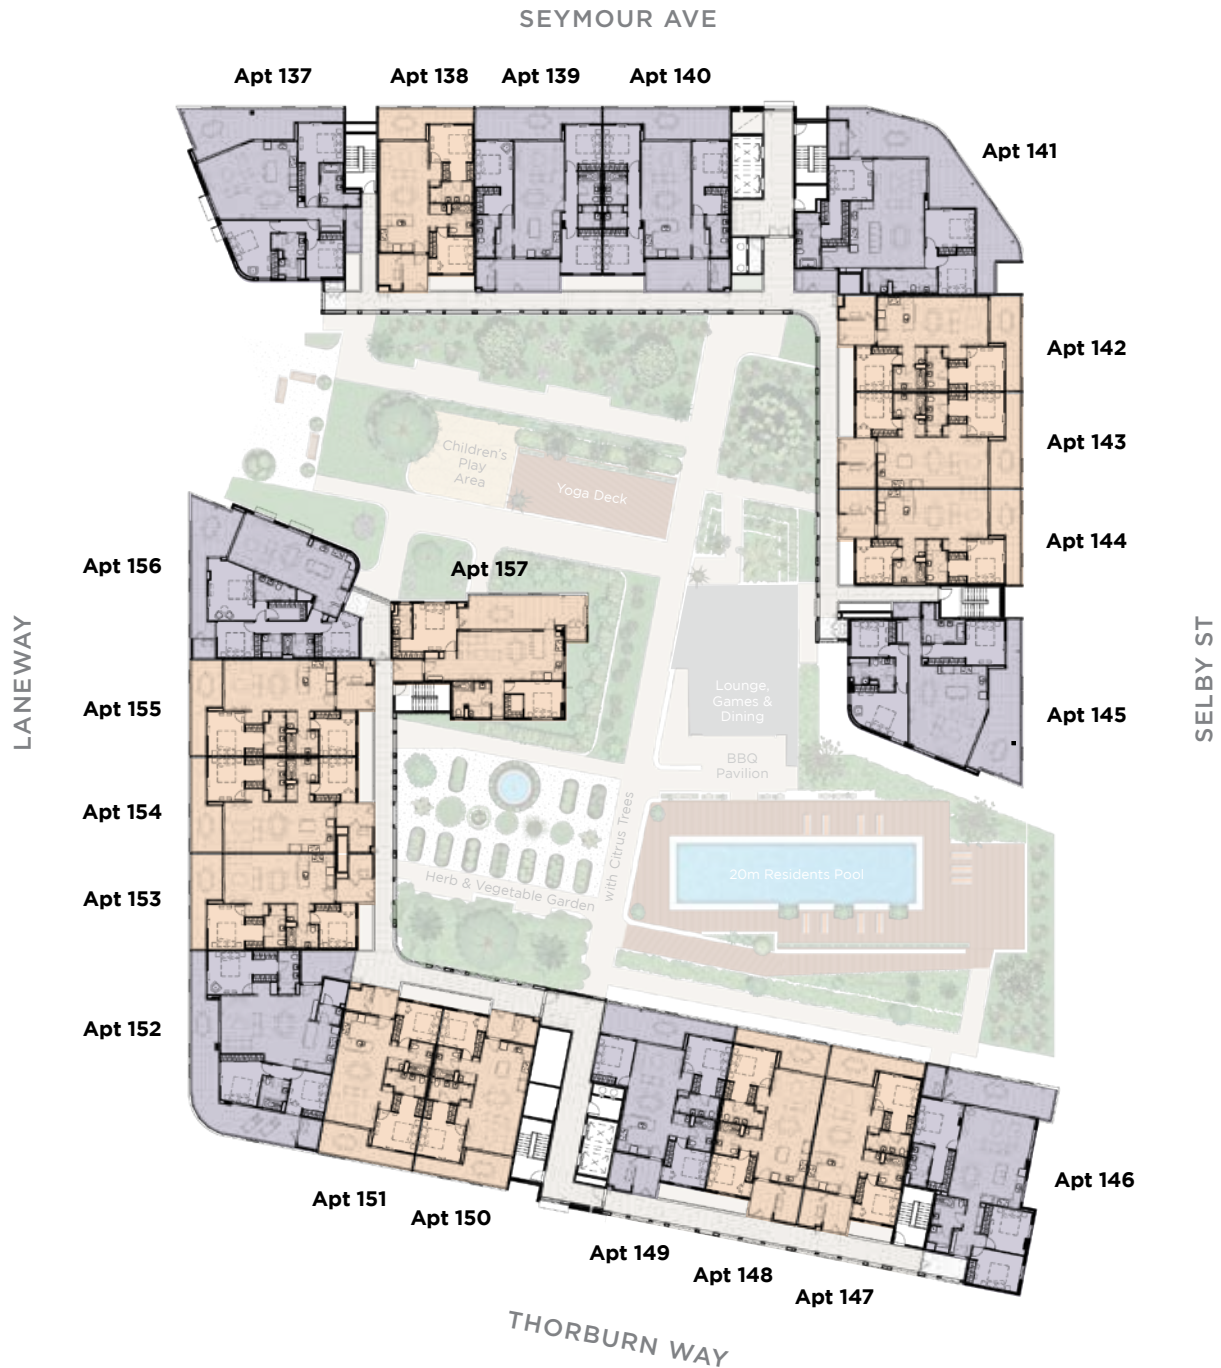 SEYMOUR AVE
Apt 137
Apt 138
Apt 139
Apt 140
Apt 141
Apt 142
Apt 143
Apt 144
Children's
Play
Area
Yoga Deck
Apt 156
Apt 157
LANEWAY
SELBY ST
Lounge,
Games &
Dining
Apt 155
Apt 145
BBQ
Pavilion
Apt 154
with Citrus Trees
20m Residents Pool
Herb & Vegetable Garden
Apt 153
Apt 152
Apt 146
Apt 151
Apt 150
Apt 149
Apt 148
Apt 147
THORBURN WAY